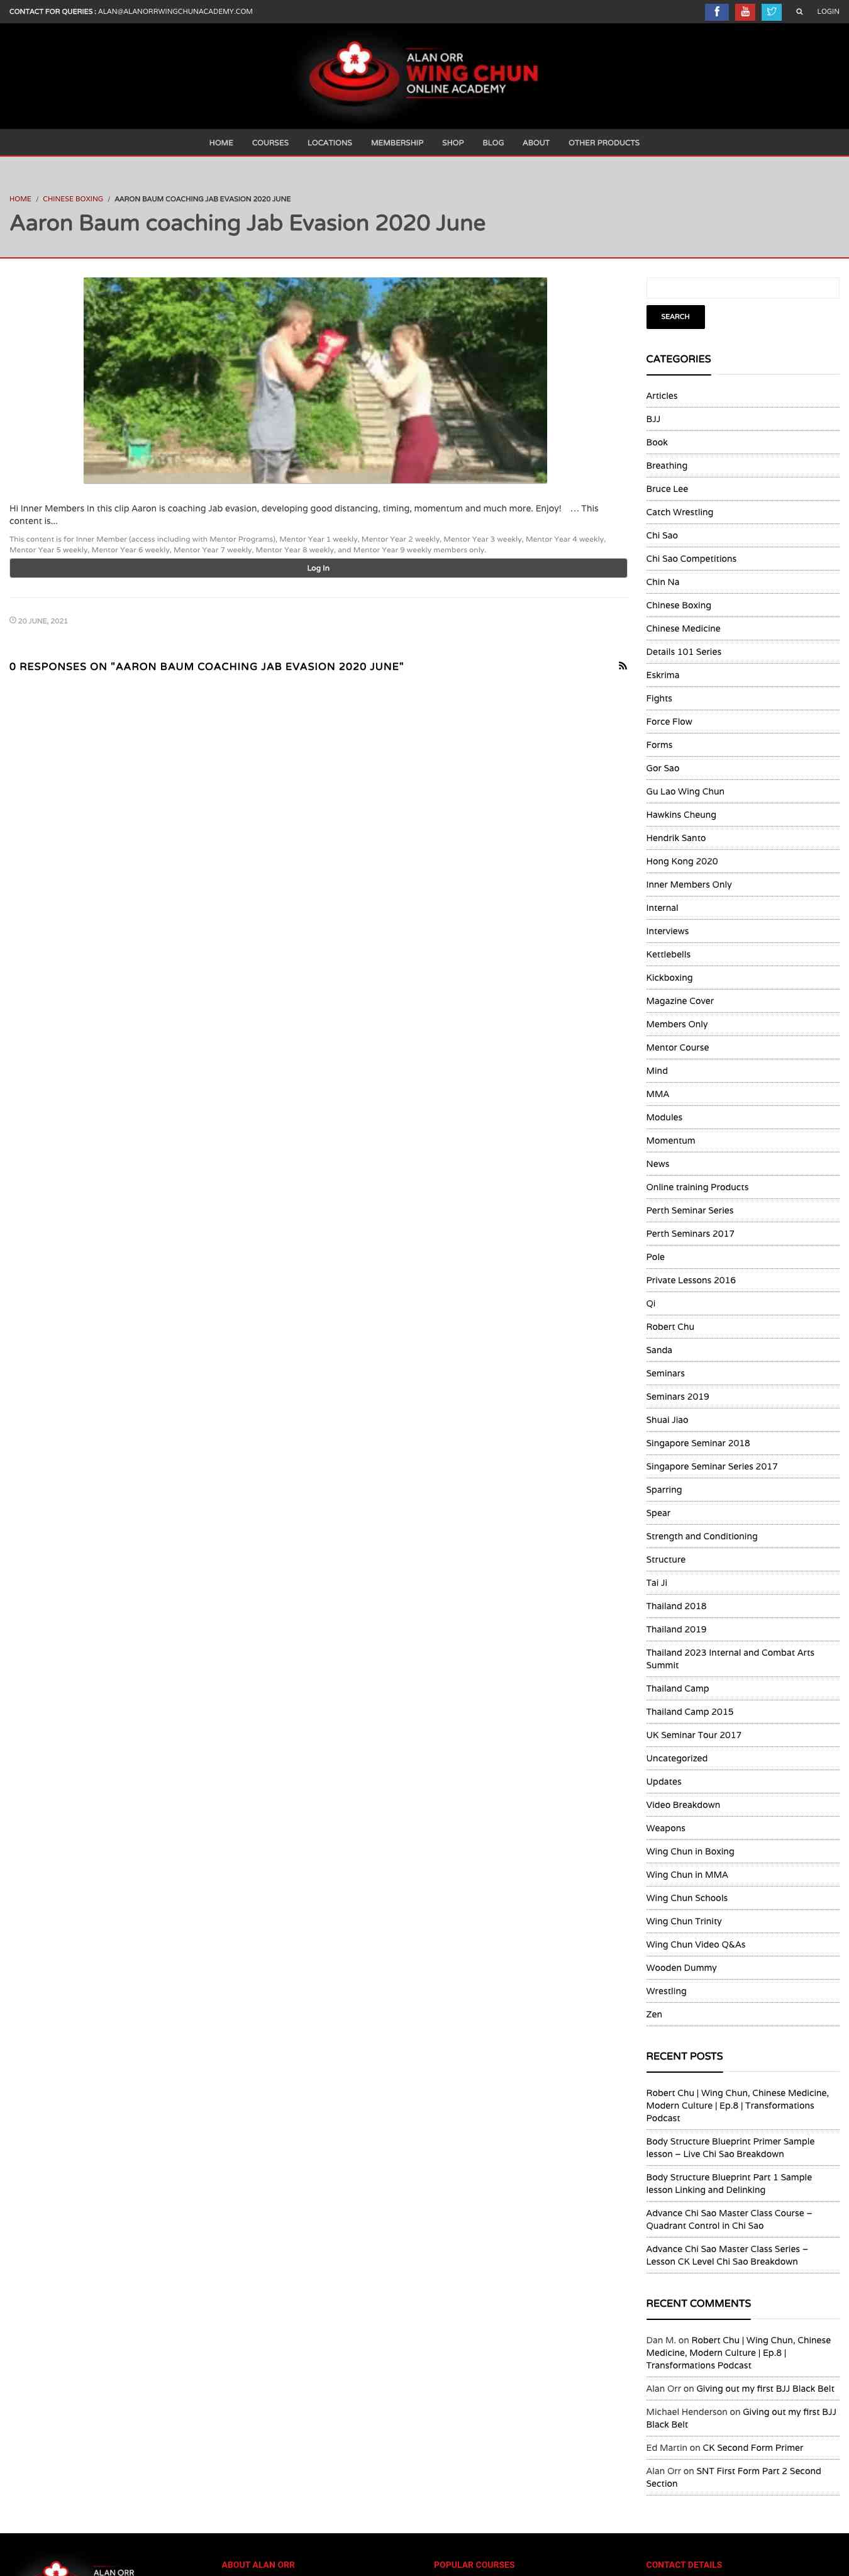 CONTACT FOR QUERIES : ALAN@ALANORRWINGCHUNACADEMY.COM
LOGIN
ALAN ORR
WING CHUN
ONLINE ACADEMY
HOME COURSES LOCATIONS MEMBERSHIP SHOP BLOG ABOUT OTHER PRODUCTS
HOME / CHINESE BOXING / AARON BAUM COACHING JAB EVASION 2020 JUNE
Aaron Baum coaching Jab Evasion 2020 June
Hi Inner Members In this clip Aaron is coaching Jab evasion, developing good distancing, timing, momentum and much more. Enjoy! … This
content is...
This content is for Inner Member (access including with Mentor Programs), Mentor Year 1 weekly, Mentor Year 2 weekly, Mentor Year 3 weekly, Mentor Year 4 weekly,
Mentor Year 5 weekly, Mentor Year 6 weekly, Mentor Year 7 weekly, Mentor Year 8 weekly, and Mentor Year 9 weekly members only.
Log In
20 JUNE, 2021
0 RESPONSES ON "AARON BAUM COACHING JAB EVASION 2020 JUNE"
SEARCH
CATEGORIES
Articles
BJJ
Book
Breathing
Bruce Lee
Catch Wrestling
Chi Sao
Chi Sao Competitions
Chin Na
Chinese Boxing
Chinese Medicine
Details 101 Series
Eskrima
Fights
Force Flow
Forms
Gor Sao
Gu Lao Wing Chun
Hawkins Cheung
Hendrik Santo
Hong Kong 2020
Inner Members Only
Internal
Interviews
Kettlebells
Kickboxing
Magazine Cover
Members Only
Mentor Course
Mind
MMA
Modules
Momentum
News
Online training Products
Perth Seminar Series
Perth Seminars 2017
Pole
Private Lessons 2016
Qi
Robert Chu
Sanda
Seminars
Seminars 2019
Shuai Jiao
Singapore Seminar 2018
Singapore Seminar Series 2017
Sparring
Spear
Strength and Conditioning
Structure
Tai Ji
Thailand 2018
Thailand 2019
Thailand 2023 Internal and Combat Arts
Summit
Thailand Camp
Thailand Camp 2015
UK Seminar Tour 2017
Uncategorized
Updates
Video Breakdown
Weapons
Wing Chun in Boxing
Wing Chun in MMA
Wing Chun Schools
Wing Chun Trinity
Wing Chun Video Q&As
Wooden Dummy
Wrestling
Zen
RECENT POSTS
Robert Chu | Wing Chun, Chinese Medicine,
Modern Culture | Ep.8 | Transformations
Podcast
Body Structure Blueprint Primer Sample
lesson – Live Chi Sao Breakdown
Body Structure Blueprint Part 1 Sample
lesson Linking and Delinking
Advance Chi Sao Master Class Course –
Quadrant Control in Chi Sao
Advance Chi Sao Master Class Series –
Lesson CK Level Chi Sao Breakdown
RECENT COMMENTS
Dan M. on Robert Chu | Wing Chun, Chinese
Medicine, Modern Culture | Ep.8 |
Transformations Podcast
Alan Orr on Giving out my first BJJ Black Belt
Michael Henderson on Giving out my first BJJ
Black Belt
Ed Martin on CK Second Form Primer
Alan Orr on SNT First Form Part 2 Second
Section
ALAN ORR
ABOUT ALAN ORR
POPULAR COURSES
CONTACT DETAILS